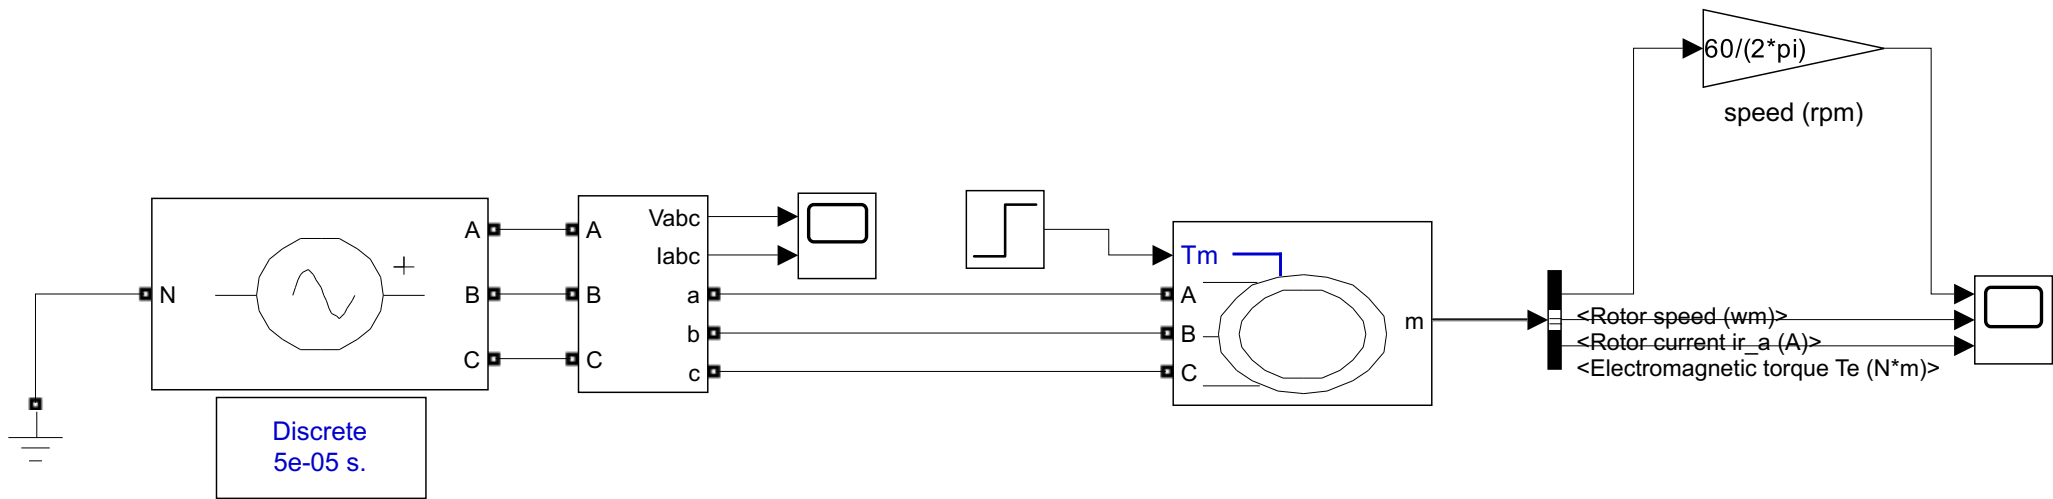 60/(2*pi)
speed (rpm)
N
A
B
C
A
B
C
Vabc
Iabc
a
b
c
Tm
A
B
C
m
<Rotor speed (wm)>
<Rotor current ir_a (A)>
<Electromagnetic torque Te (N*m)>
Discrete
5e-05 s.